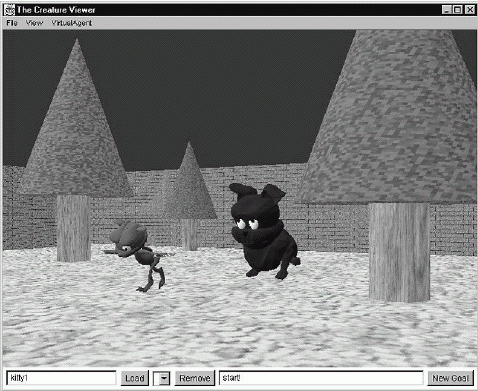 The Creature Viewer
File View VirtualAgent
kitty1 Load Remove start! New Goal